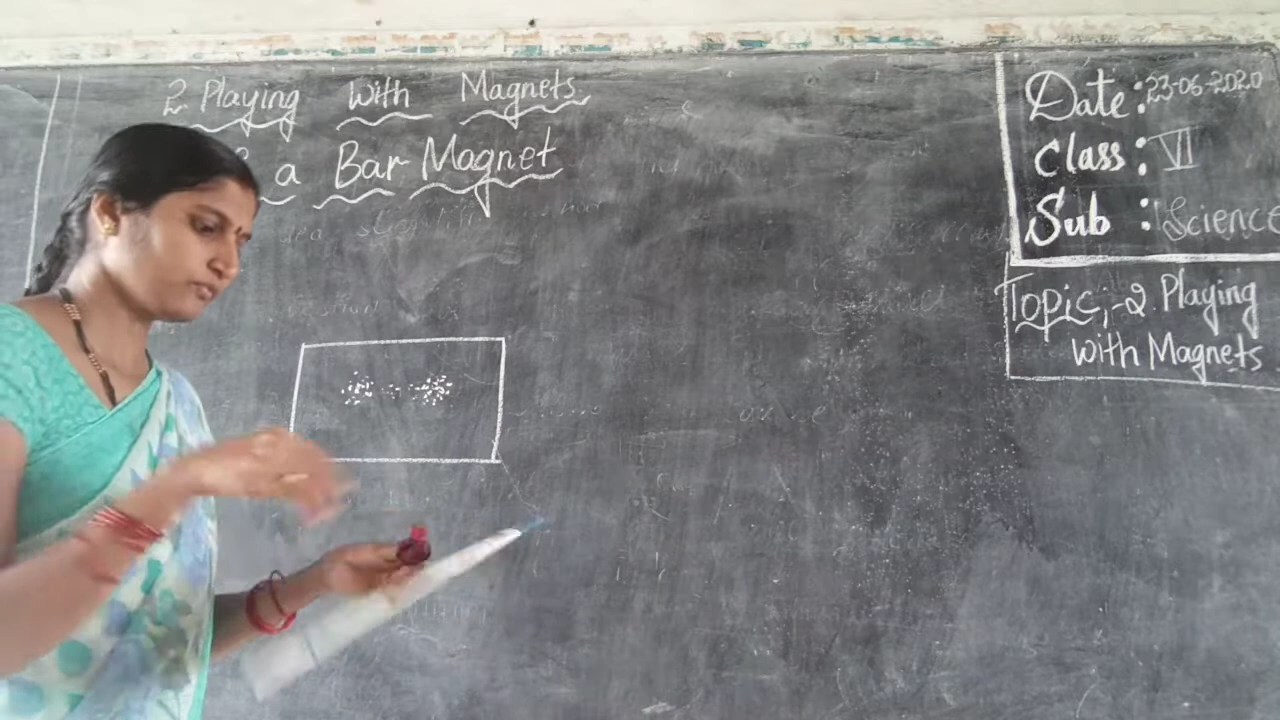 2. Playing with Magnets
a Bar Magnet
Date : 23-06-2020
Class : VI
Sub : Science
Topic ;- 2. Playing
with Magnets